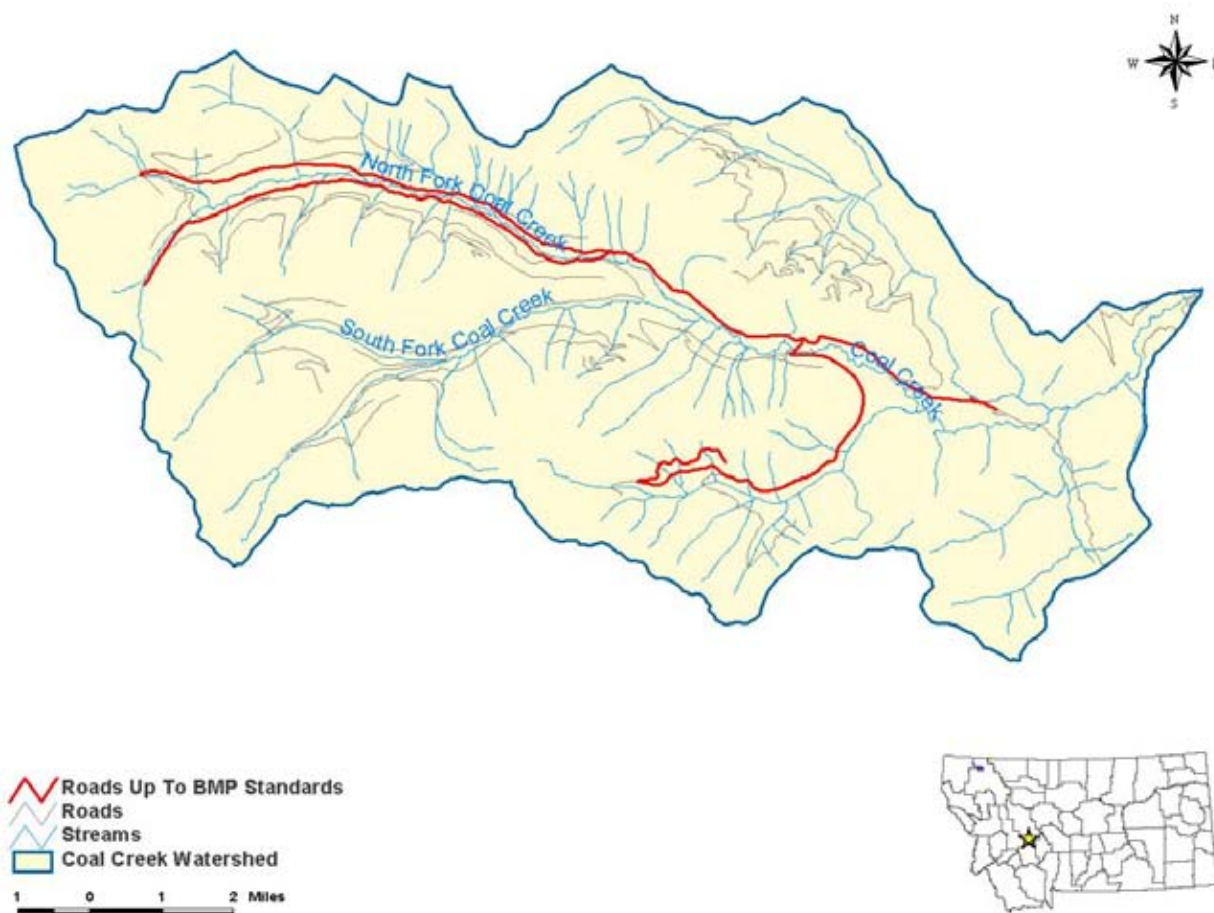 N
W
S
North Fork Coal Creek
South Fork Coal Creek
Coal Creek
Roads Up To BMP Standards
Roads
Streams
Coal Creek Watershed
1 0 1 2 Miles